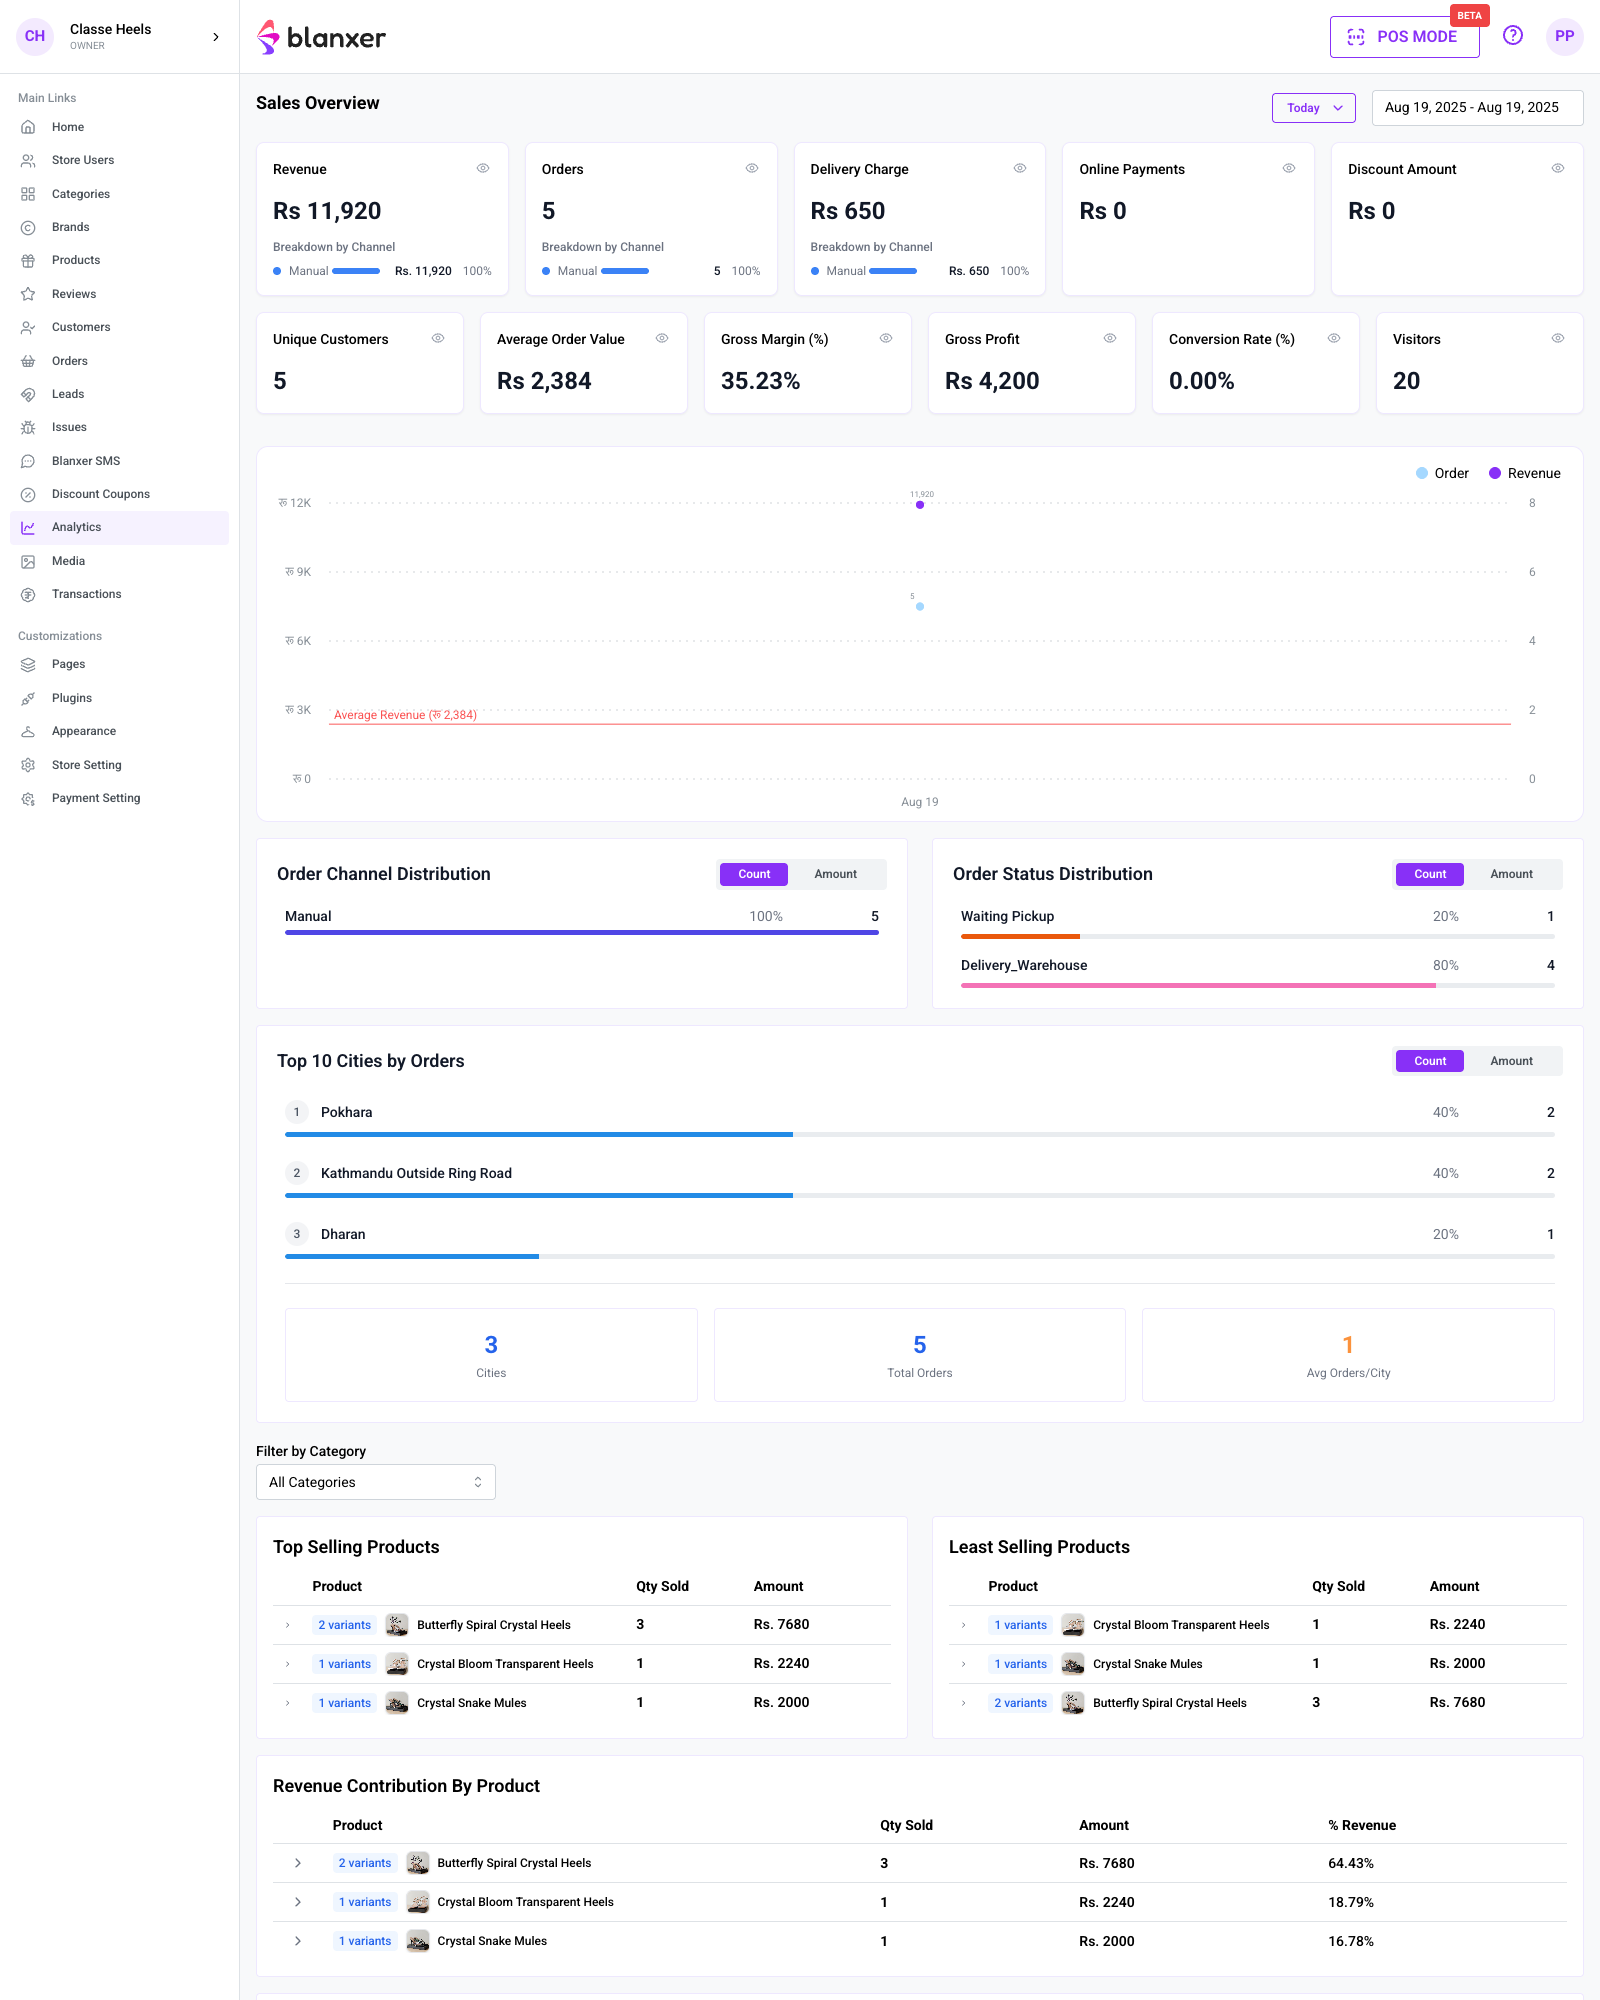 CH
Classe Heels
OWNER
blanxer
BETA
POS MODE
PP
Main Links
Home
Store Users
Categories
Brands
Products
Reviews
Customers
Orders
Leads
Issues
Blanxer SMS
Discount Coupons
Analytics
Media
Transactions
Customizations
Pages
Plugins
Appearance
Store Setting
Payment Setting
Sales Overview
Today
Aug 19, 2025 - Aug 19, 2025
Revenue
Rs 11,920
Breakdown by Channel
Manual Rs. 11,920 100%
Orders
5
Breakdown by Channel
Manual 5 100%
Delivery Charge
Rs 650
Breakdown by Channel
Manual Rs. 650 100%
Online Payments
Rs 0
Discount Amount
Rs 0
Unique Customers
5
Average Order Value
Rs 2,384
Gross Margin (%)
35.23%
Gross Profit
Rs 4,200
Conversion Rate (%)
0.00%
Visitors
20
Order Revenue
रू 12K 11,920 8
रू 9K 6
5
रू 6K 4
रू 3K 2
Average Revenue (रू 2,384)
रू 0 0
Aug 19
Order Channel Distribution
Count Amount
Manual 100% 5
Order Status Distribution
Count Amount
Waiting Pickup 20% 1
Delivery_Warehouse 80% 4
Top 10 Cities by Orders
Count Amount
1 Pokhara 40% 2
2 Kathmandu Outside Ring Road 40% 2
3 Dharan 20% 1
3
Cities
5
Total Orders
1
Avg Orders/City
Filter by Category
All Categories
Top Selling Products
Product Qty Sold Amount
2 variants Butterfly Spiral Crystal Heels 3 Rs. 7680
1 variants Crystal Bloom Transparent Heels 1 Rs. 2240
1 variants Crystal Snake Mules 1 Rs. 2000
Least Selling Products
Product Qty Sold Amount
1 variants Crystal Bloom Transparent Heels 1 Rs. 2240
1 variants Crystal Snake Mules 1 Rs. 2000
2 variants Butterfly Spiral Crystal Heels 3 Rs. 7680
Revenue Contribution By Product
Product Qty Sold Amount % Revenue
2 variants Butterfly Spiral Crystal Heels 3 Rs. 7680 64.43%
1 variants Crystal Bloom Transparent Heels 1 Rs. 2240 18.79%
1 variants Crystal Snake Mules 1 Rs. 2000 16.78%